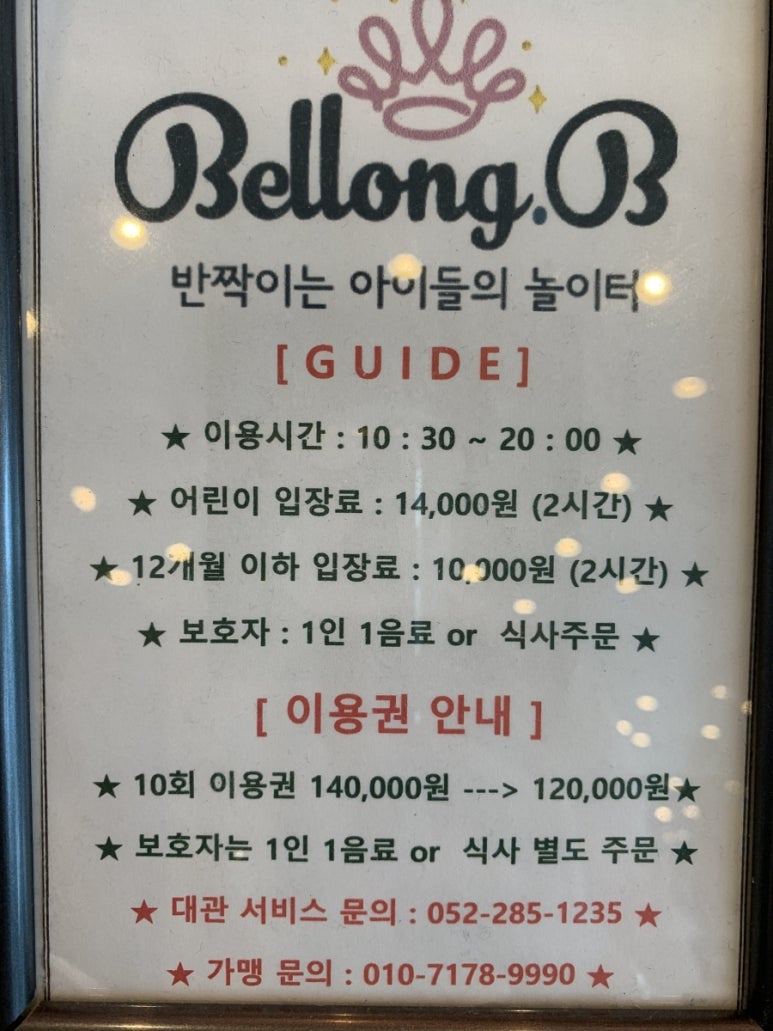 Bellong.B
반짝이는 아이들의 놀이터
[ G U I D E ]
★ 이용시간 : 10 : 30 ~ 20 : 00 ★
★ 어린이 입장료 : 14,000원 (2시간) ★
★ 12개월 이하 입장료 : 10,000원 (2시간) ★
★ 보호자 : 1인 1음료 or 식사주문 ★
[ 이용권 안내 ]
★ 10회 이용권 140,000원 ---> 120,000원★
★ 보호자는 1인 1음료 or 식사 별도 주문 ★
★ 대관 서비스 문의 : 052-285-1235 ★
★ 가맹 문의 : 010-7178-9990 ★